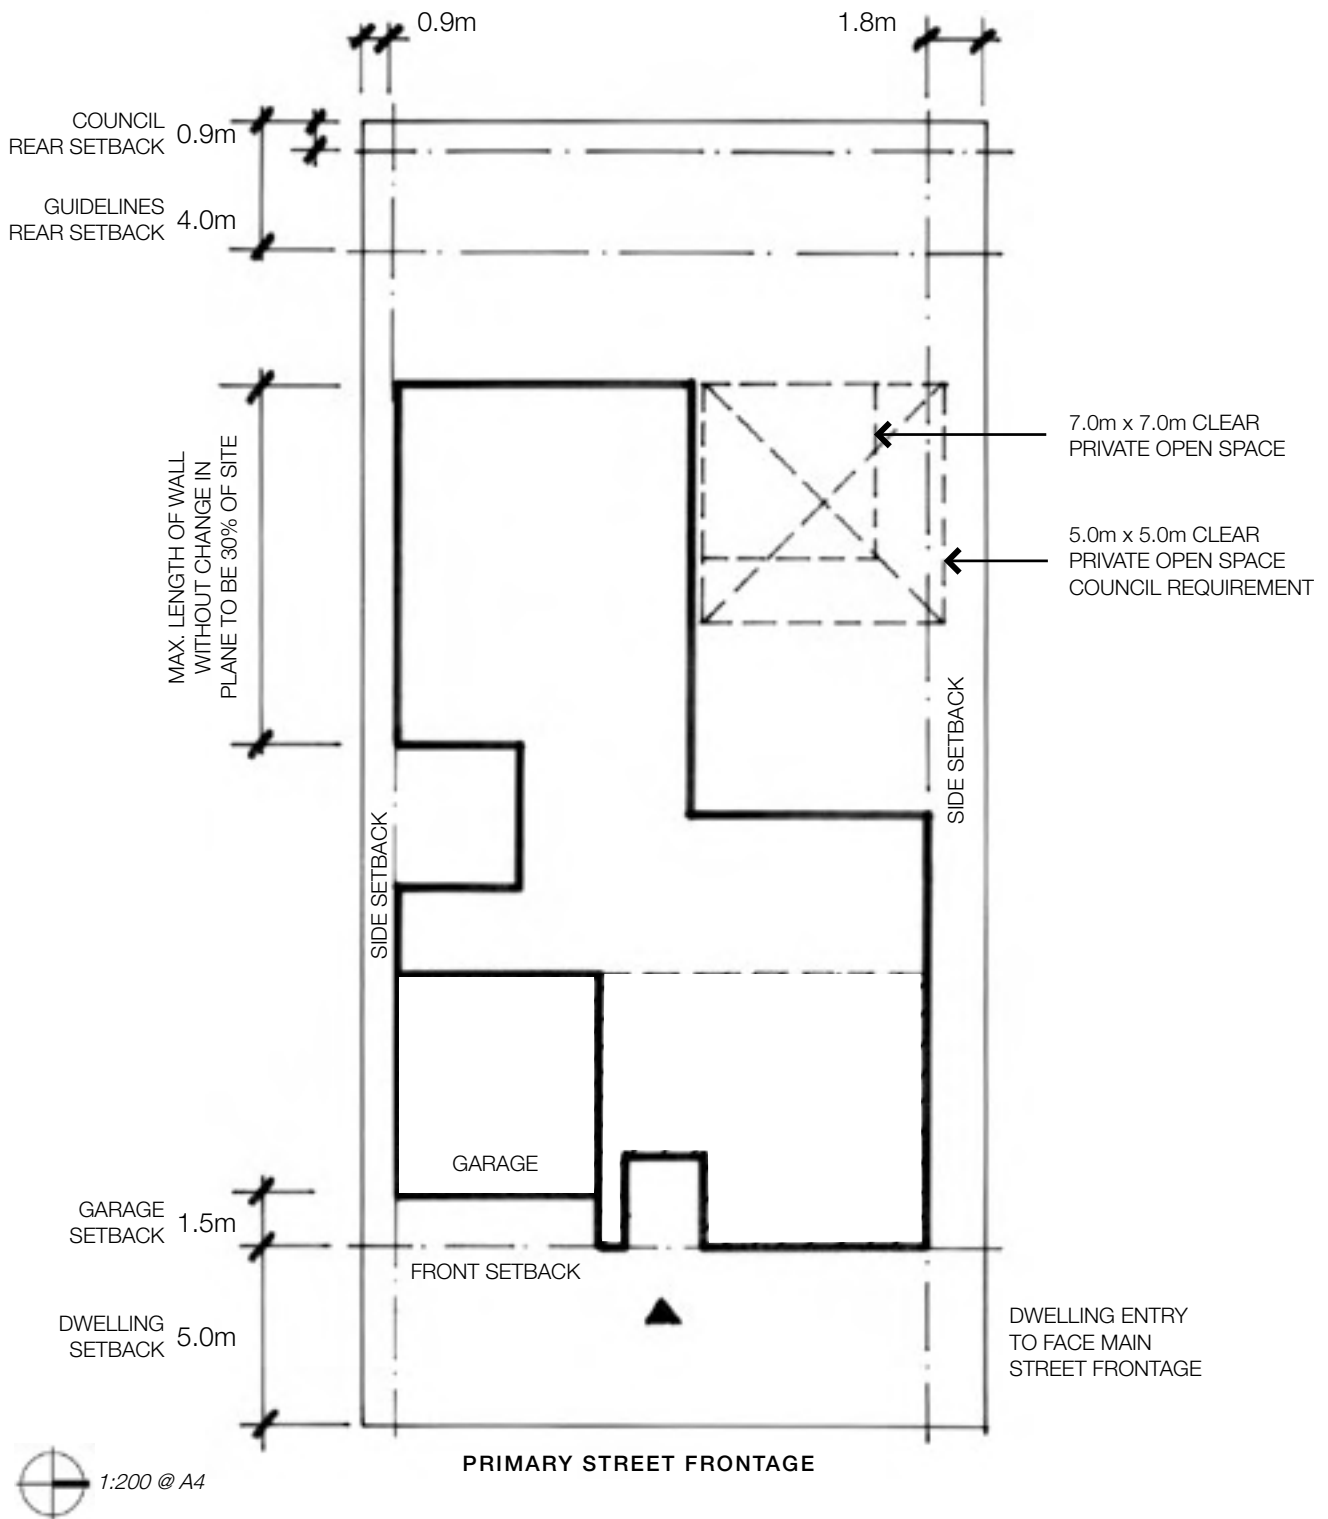 0.9m
1.8m
COUNCIL
REAR SETBACK
0.9m
GUIDELINES
REAR SETBACK
4.0m
MAX. LENGTH OF WALL
WITHOUT CHANGE IN
PLANE TO BE 30% OF SITE
7.0m x 7.0m CLEAR
PRIVATE OPEN SPACE
5.0m x 5.0m CLEAR
PRIVATE OPEN SPACE
COUNCIL REQUIREMENT
SIDE SETBACK
SIDE SETBACK
GARAGE
GARAGE
SETBACK
1.5m
FRONT SETBACK
DWELLING
SETBACK
5.0m
DWELLING ENTRY
TO FACE MAIN
STREET FRONTAGE
PRIMARY STREET FRONTAGE
1:200 @ A4